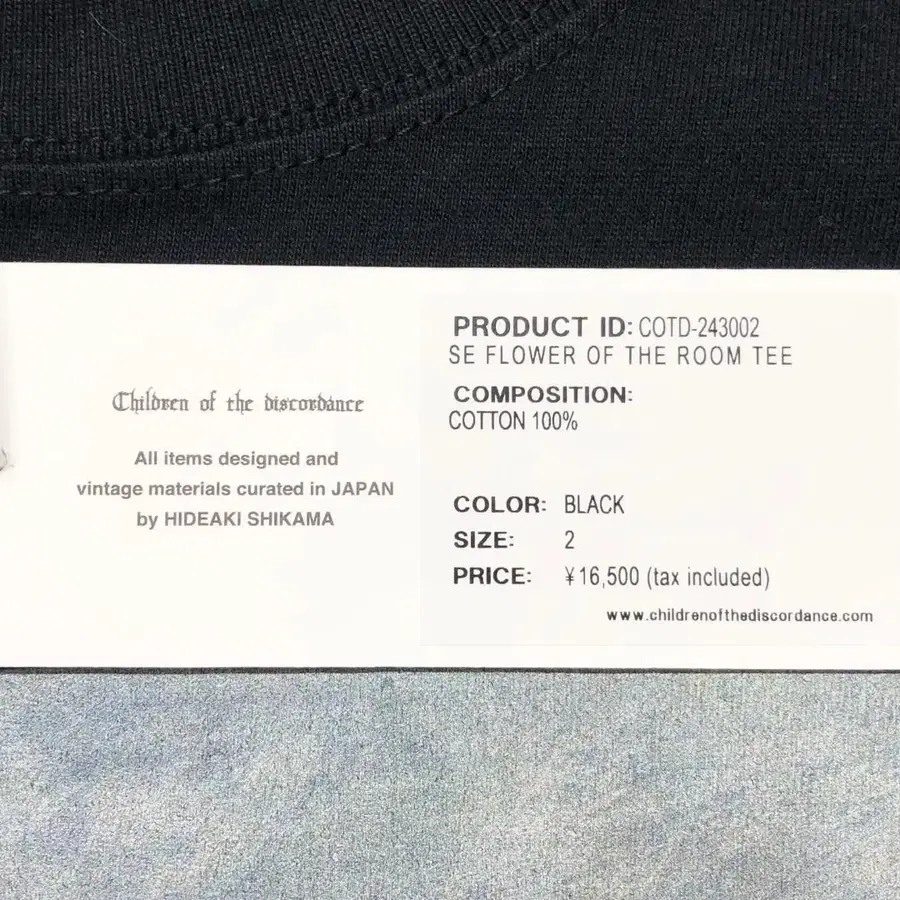 Children of the discordance
All items designed and
vintage materials curated in JAPAN
by HIDEAKI SHIKAMA
PRODUCT ID: COTD-243002
SE FLOWER OF THE ROOM TEE
COMPOSITION:
COTTON 100%
COLOR: BLACK
SIZE: 2
PRICE: ¥16,500 (tax included)
www.childrenofthediscordance.com